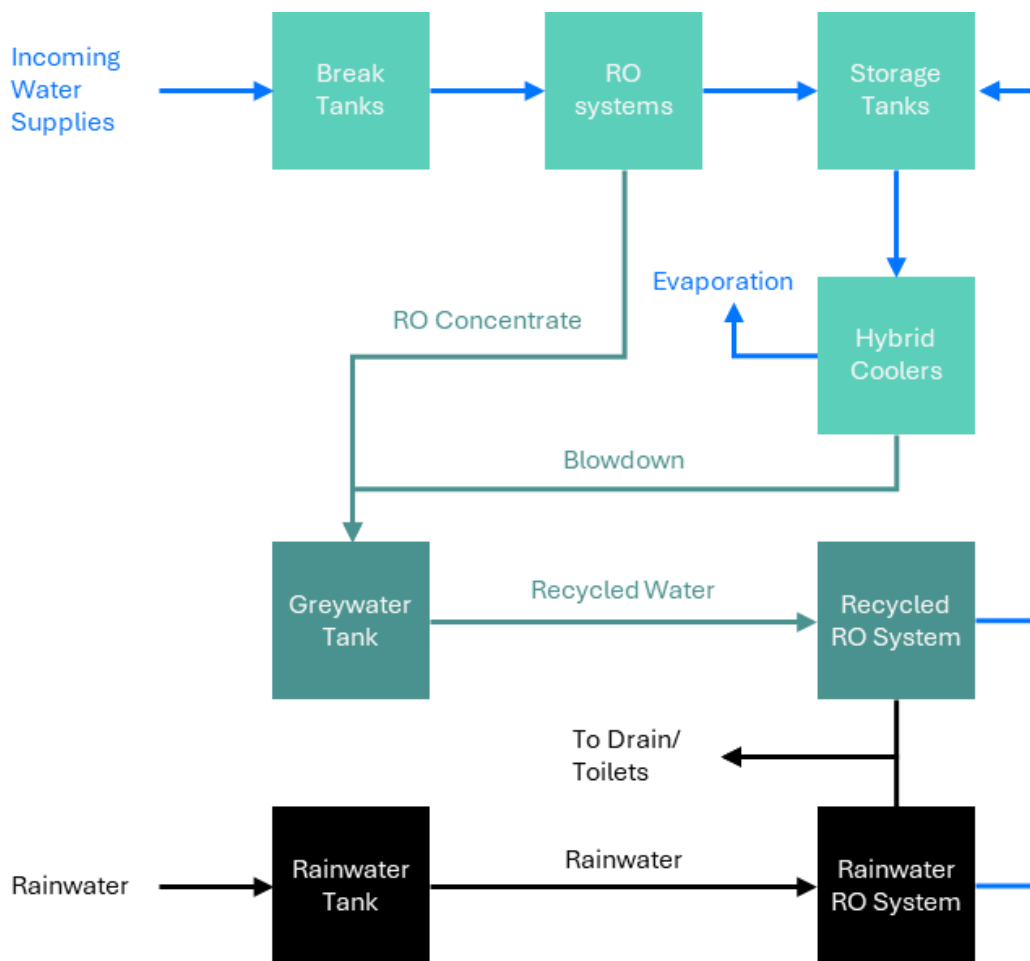 Incoming
Water
Supplies
Break
Tanks
RO
systems
Storage
Tanks
Evaporation
Hybrid
Coolers
RO Concentrate
Blowdown
Greywater
Tank
Recycled Water
Recycled
RO System
To Drain/
Toilets
Rainwater
Rainwater
Tank
Rainwater
Rainwater
RO System